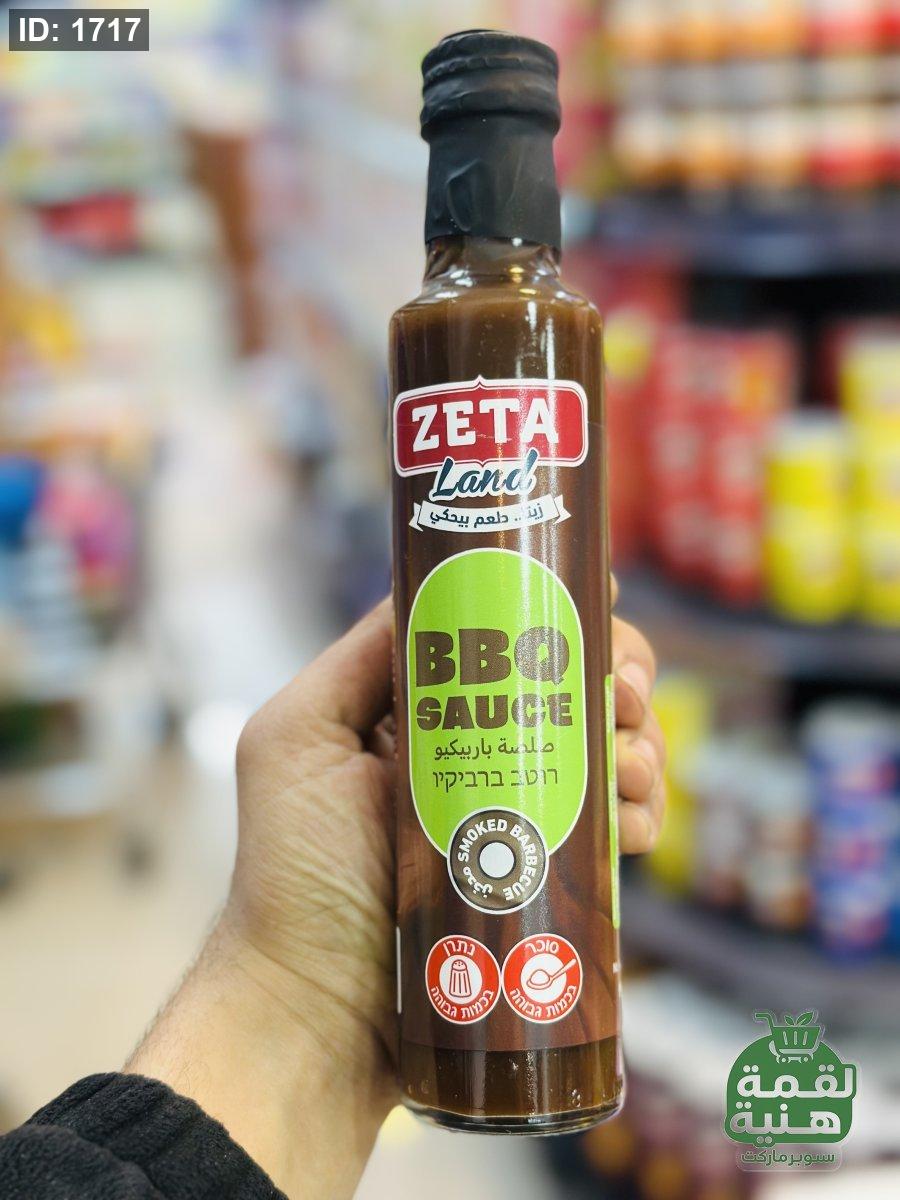 ID: 1717
ZETA
Land
زيتا.. طعم بيحكي
BBQ
SAUCE
صلصة باربيكيو
רוטב ברביקיו
SMOKED BARBECUE
مدخن
נתרן
בכמות גבוהה
סוכר
בכמות גבוהה
لقمة
هنية
سوبرماركت